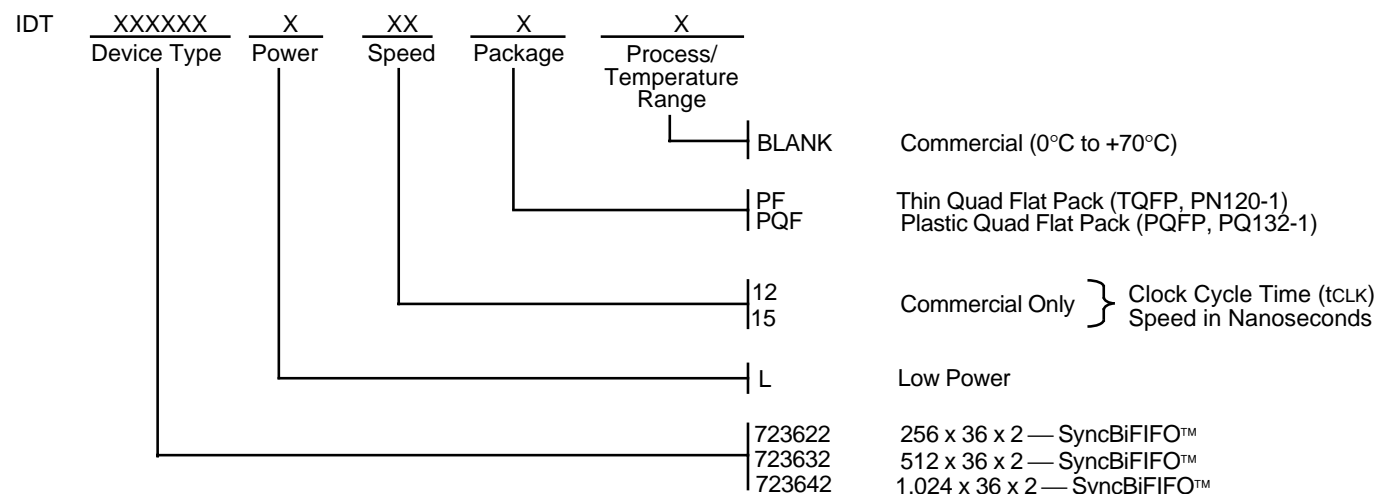 IDT XXXXXX X XX X X
Device Type Power Speed Package Process/
Temperature
Range
BLANK Commercial (0°C to +70°C)
PF Thin Quad Flat Pack (TQFP, PN120-1)
PQF Plastic Quad Flat Pack (PQFP, PQ132-1)
12
15
Commercial Only } Clock Cycle Time (tCLK)
Speed in Nanoseconds
L Low Power
723622 256 x 36 x 2 — SyncBiFIFO™
723632 512 x 36 x 2 — SyncBiFIFO™
723642 1,024 x 36 x 2 — SyncBiFIFO™